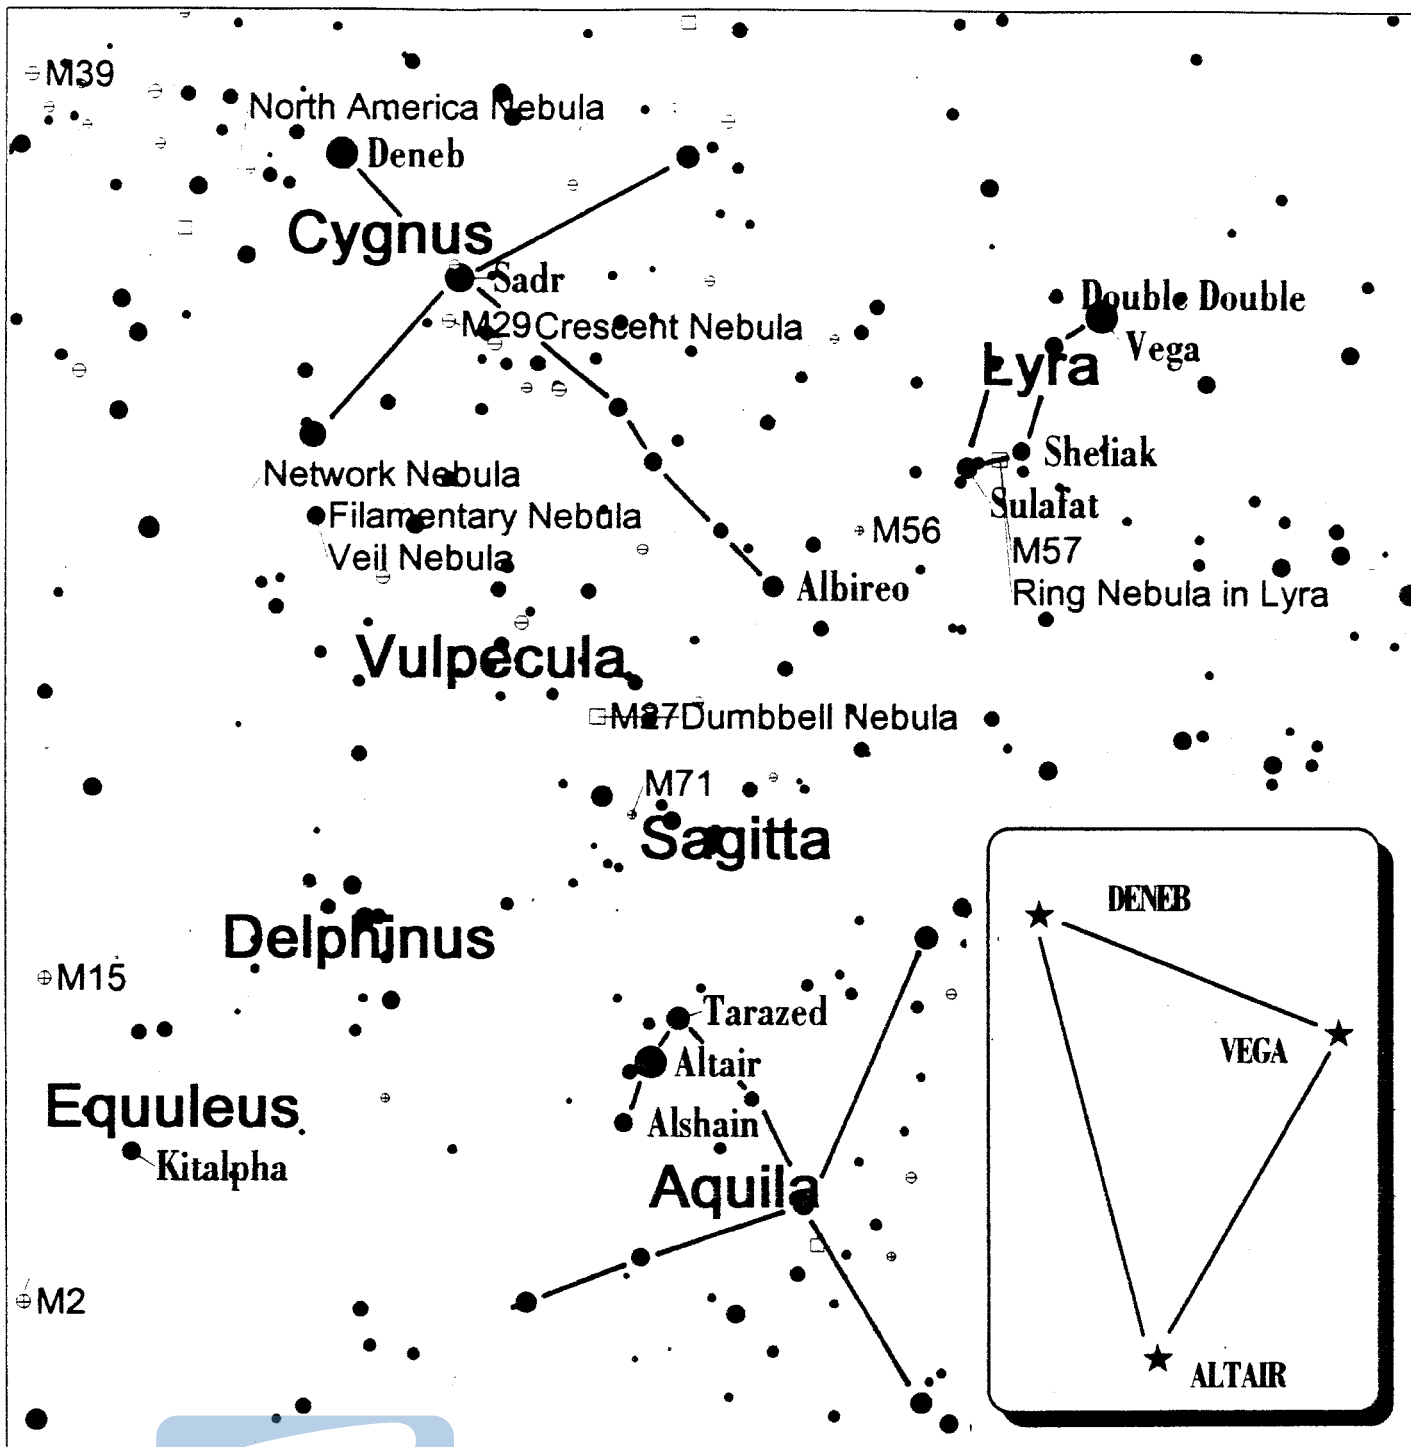 M39
North America Nebula
Deneb
Cygnus
Sadr
M29 Crescent Nebula
Double Double
Vega
Lyra
Sheliak
Sulafat
Network Nebula
Filamentary Nebula
Veil Nebula
M56
M57
Ring Nebula in Lyra
Albireo
Vulpecula
M27 Dumbbell Nebula
M71
Sagitta
Delphinus
M15
Tarazed
Altair
Alshain
Equuleus
Kitalpha
Aquila
M2
DENEB
VEGA
ALTAIR